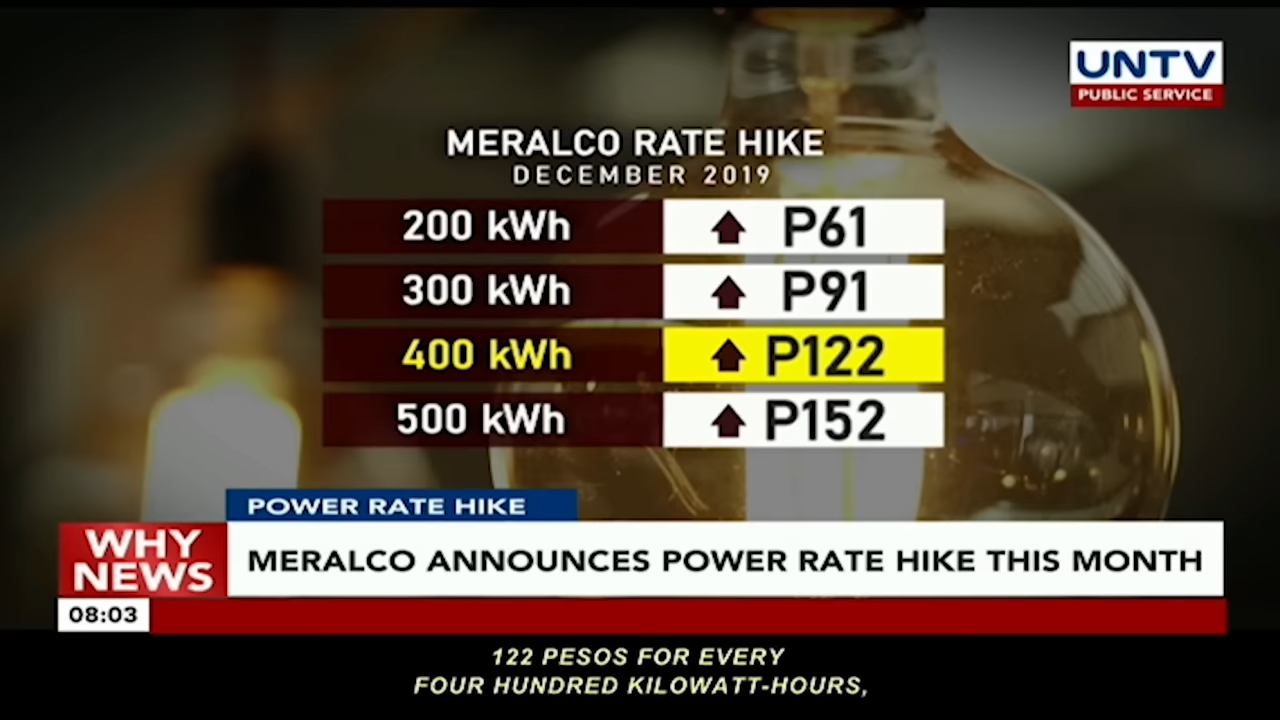 UNTV
PUBLIC SERVICE
MERALCO RATE HIKE
DECEMBER 2019
200 kWh P61
300 kWh P91
400 kWh P122
500 kWh P152
POWER RATE HIKE
WHY NEWS
MERALCO ANNOUNCES POWER RATE HIKE THIS MONTH
08:03
122 PESOS FOR EVERY
FOUR HUNDRED KILOWATT-HOURS,